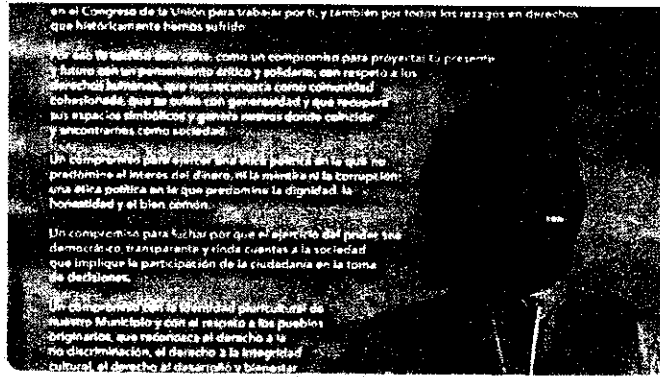 en el Congreso de la Unión para trabajar por ti, y también por todos los rezagos en derechos
que históricamente hemos sufrido
Por eso te escribo esta carta, como un compromiso para proyectar tu presente
y futuro con un pensamiento crítico y solidario; con respeto a los
derechos humanos, que nos reconozca como comunidad
cohesionada, que se cuide con generosidad y que recupera
sus espacios simbólicos y genera nuevos donde coincidir
y encontrarnos como sociedad.
Un compromiso para ejercer una ética política en la que no
predomine el interes del dinero, ni la mentira ni la corrupción;
una ética política en la que predomine la dignidad, la
honestidad y el bien común.
Un compromiso para luchar por que el ejercicio del poder sea
democrático, transparente y rinda cuentas a la sociedad
que implique la participación de la ciudadanía en la toma
de decisiones.
Un compromiso con la identidad pluricultural de
nuestro Municipio y con el respeto a los pueblos
originarios, que reconozca el derecho a la
no discriminación, el derecho a la integridad
cultural, el derecho al desarrollo y bienestar